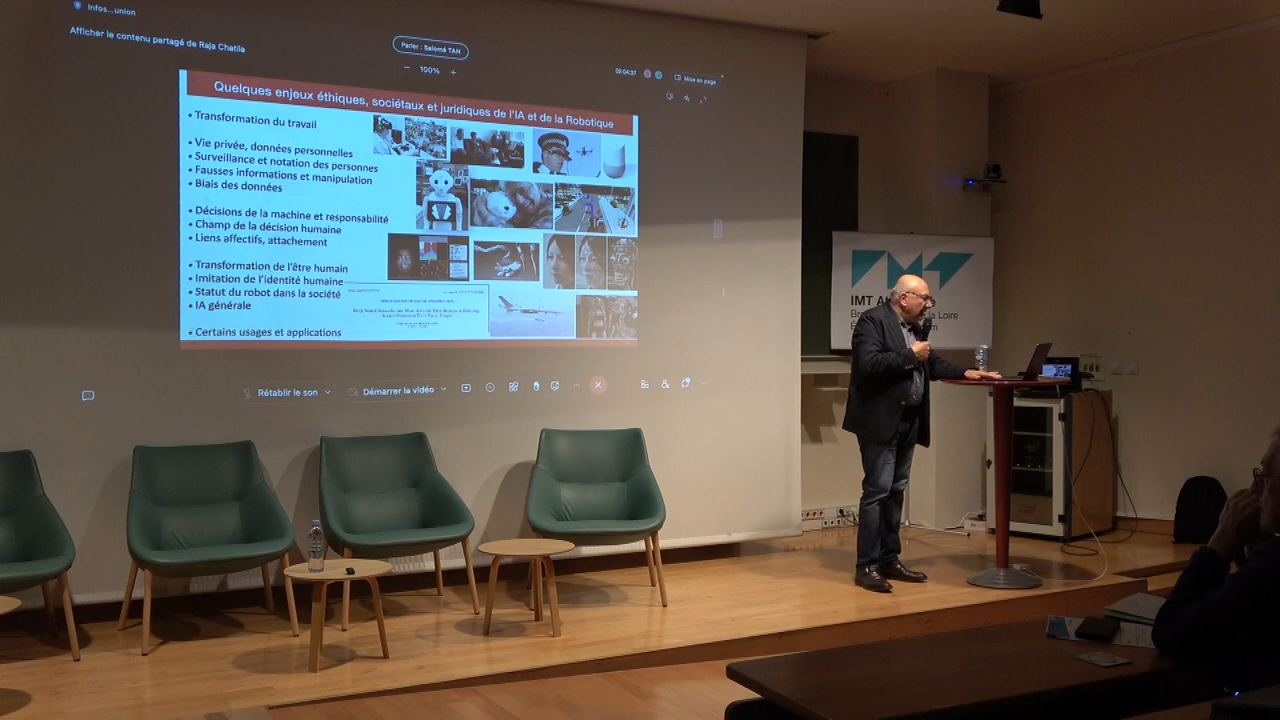 Infos...union
Afficher le contenu partagé de Raja Chatila
Parler : Salomé TAN
100%
Mise en page
Quelques enjeux éthiques, sociétaux et juridiques de l'IA et de la Robotique
• Transformation du travail
• Vie privée, données personnelles
• Surveillance et notation des personnes
• Fausses informations et manipulation
• Biais des données
• Décisions de la machine et responsabilité
• Champ de la décision humaine
• Liens affectifs, attachement
• Transformation de l'être humain
• Imitation de l'identité humaine
• Statut du robot dans la société
• IA générale
• Certains usages et applications
Rétablir le son
Démarrer la vidéo
IMT
la Loire